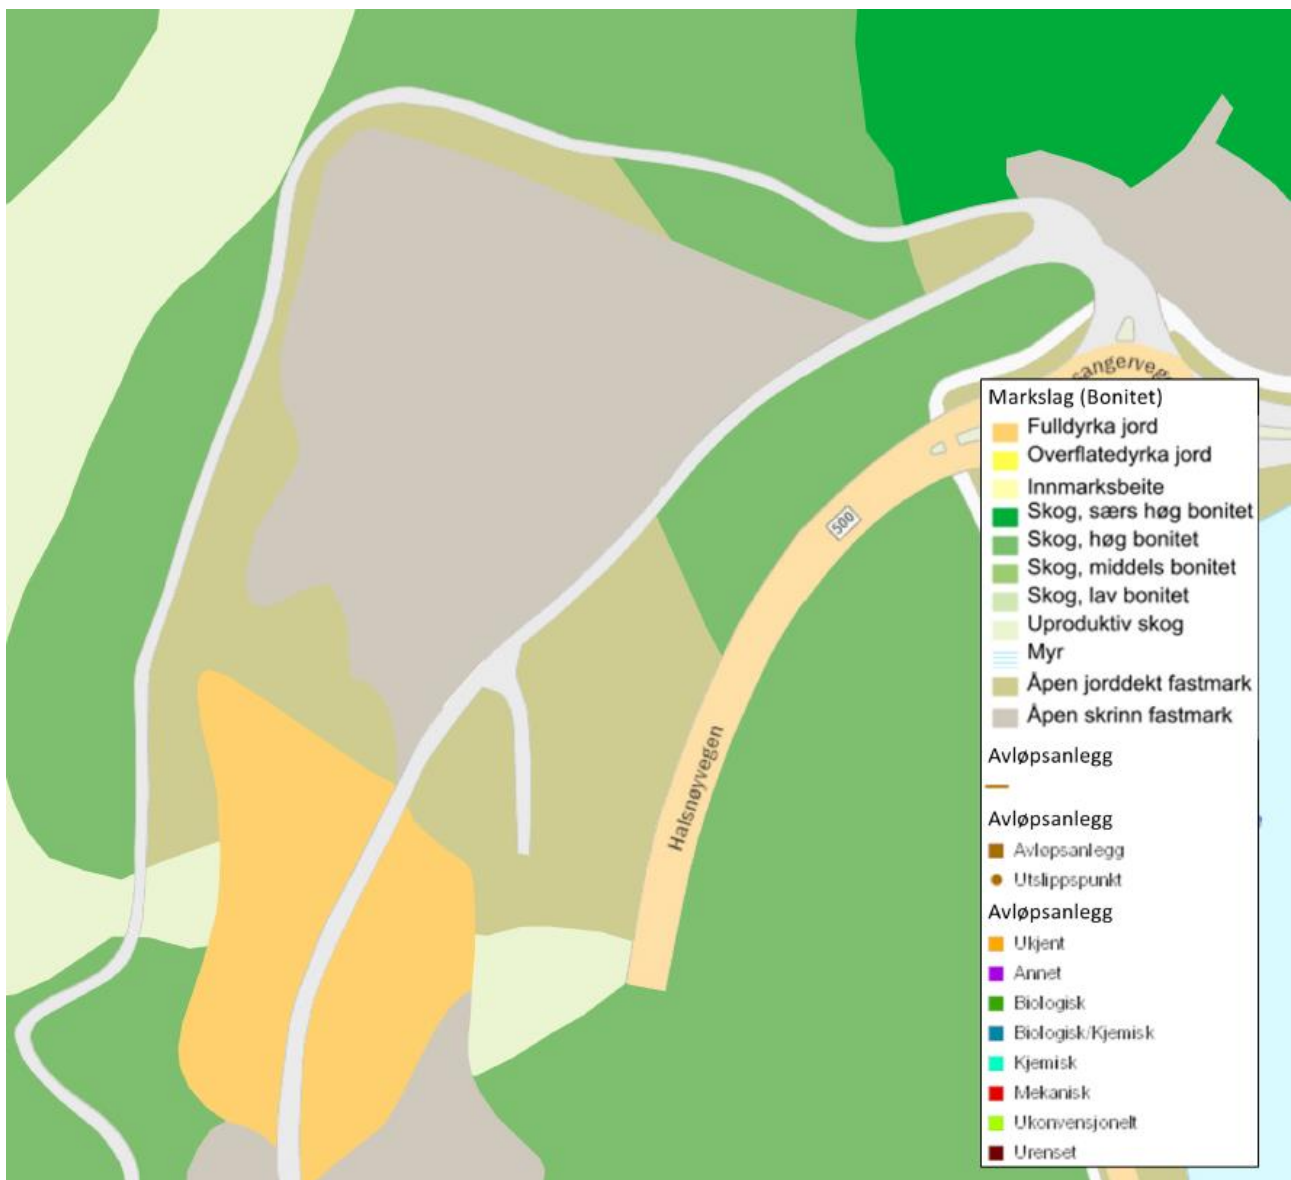 sangerveg
Markslag (Bonitet)
Fulldyrka jord
Overflatedyrka jord
Innmarksbeite
Skog, særs høg bonitet
Skog, høg bonitet
Skog, middels bonitet
Skog, lav bonitet
Uproduktiv skog
Myr
Åpen jorddekt fastmark
Åpen skrinn fastmark
500
Halsnøyvegen
Avløpsanlegg
Avløpsanlegg
Avløpsanlegg
Utslippspunkt
Avløpsanlegg
Ukjent
Annet
Biologisk
Biologisk/Kjemisk
Kjemisk
Mekanisk
Ukonvensjonelt
Urenset